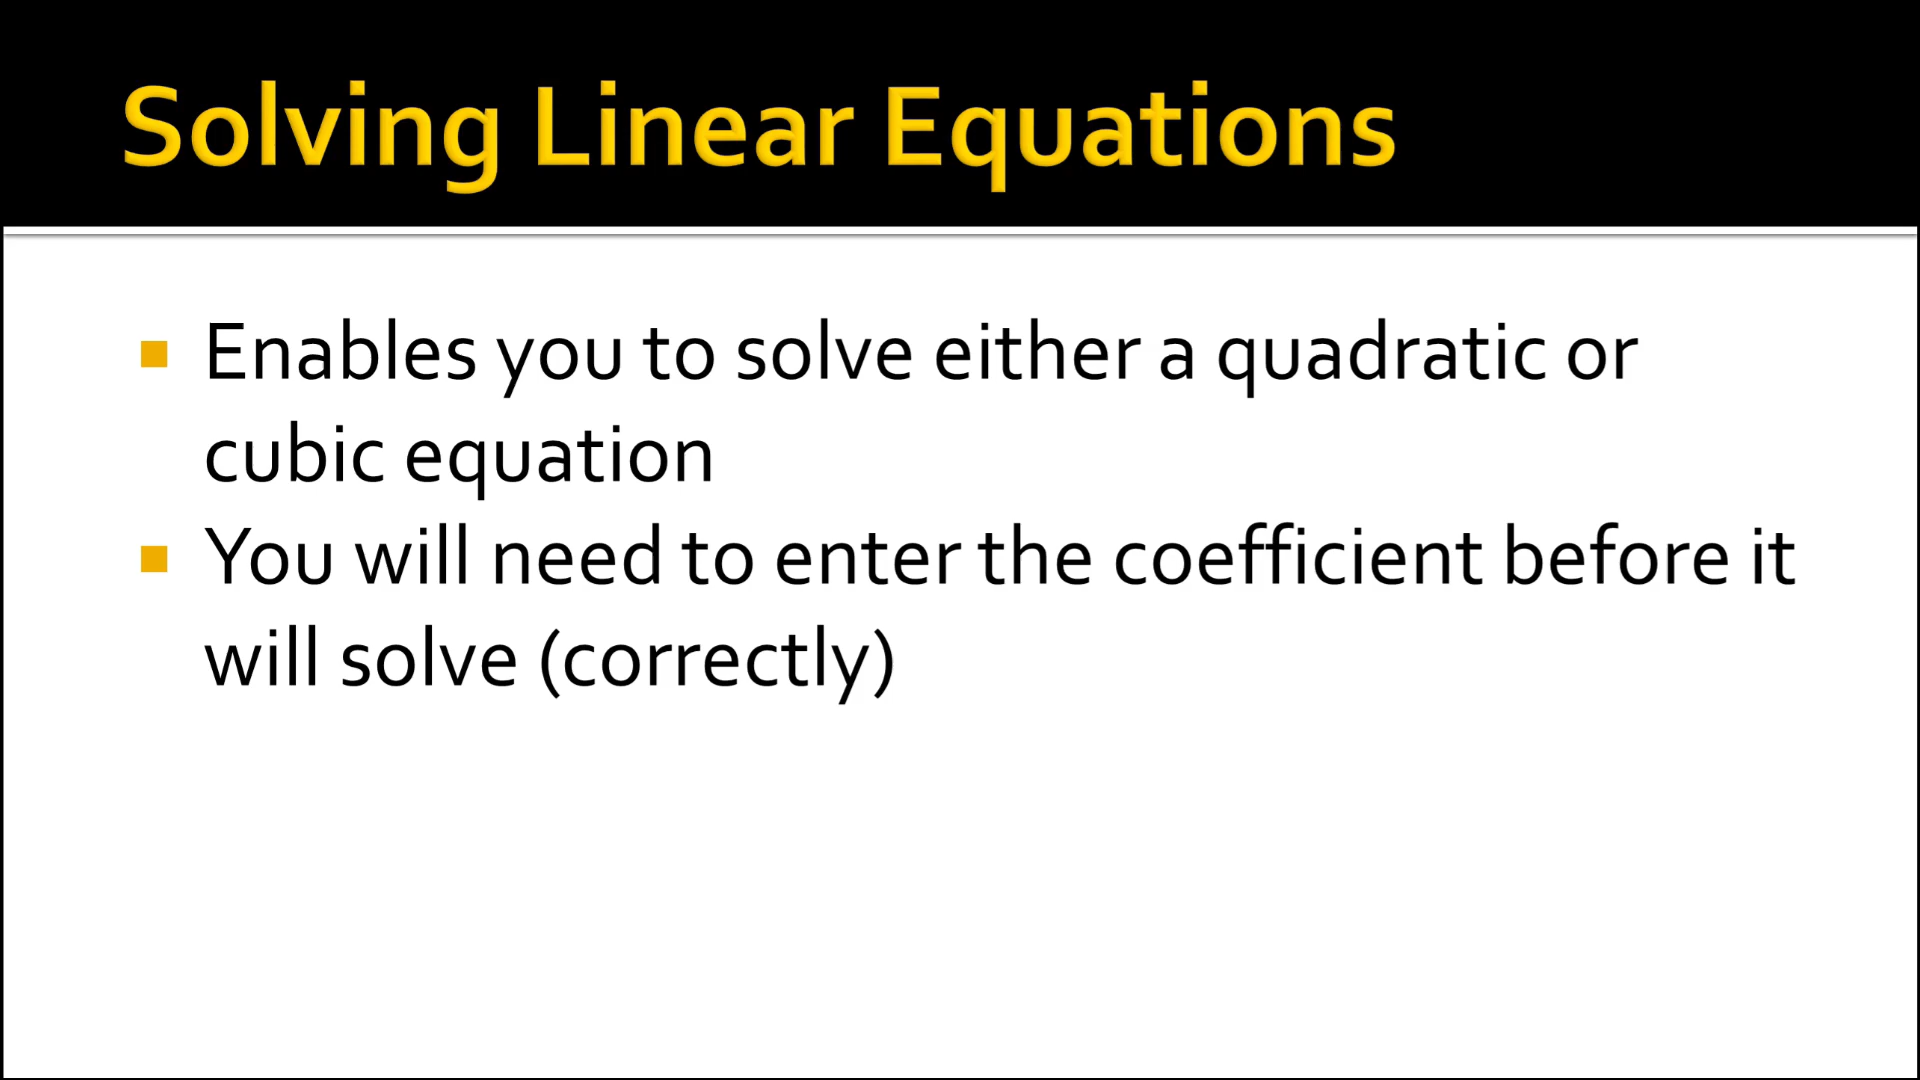 Solving Linear Equations
Enables you to solve either a quadratic or
cubic equation
You will need to enter the coefficient before it
will solve (correctly)